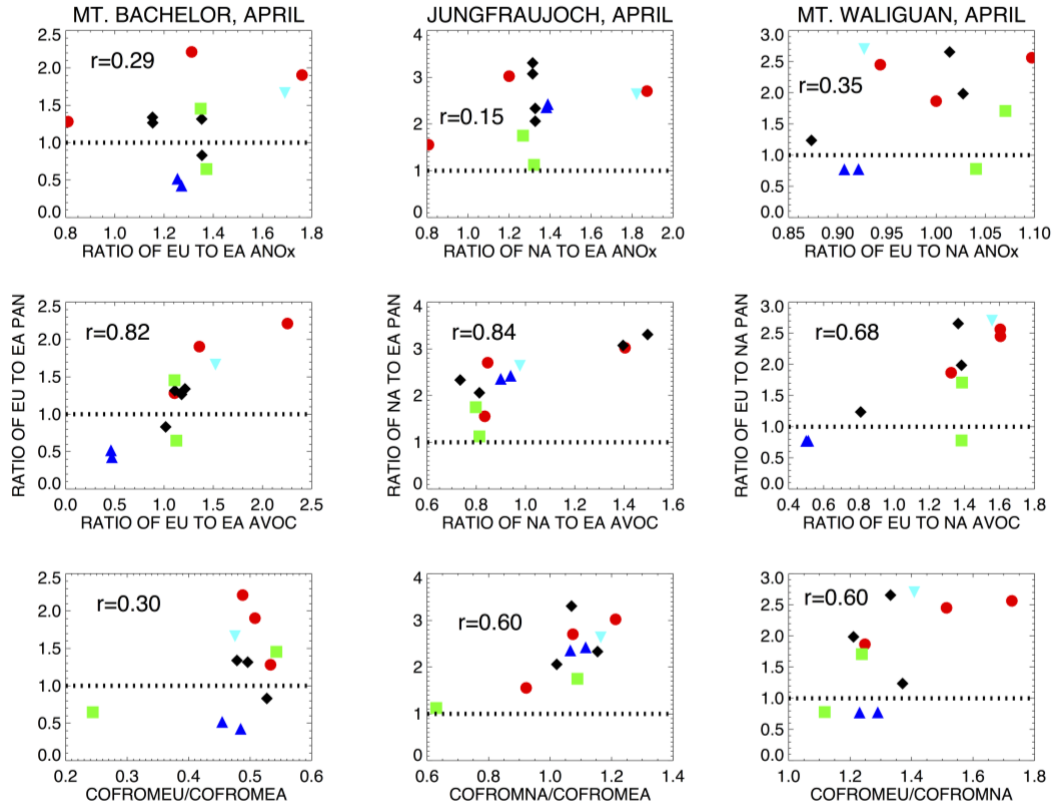 MT. BACHELOR, APRIL
JUNGFRAUJOCH, APRIL
MT. WALIGUAN, APRIL
2.5
2.0
1.5
1.0
0.5
0.0
r=0.29
0.8 1.0 1.2 1.4 1.6 1.8
RATIO OF EU TO EA ANOx
4
3
2
1
0
r=0.15
0.8 1.0 1.2 1.4 1.6 1.8 2.0
RATIO OF NA TO EA ANOx
3.0
2.5
2.0
1.5
1.0
0.5
0.0
r=0.35
0.85 0.90 0.95 1.00 1.05 1.10
RATIO OF EU TO NA ANOx
RATIO OF EU TO EA PAN
2.5
2.0
1.5
1.0
0.5
0.0
r=0.82
0.0 0.5 1.0 1.5 2.0 2.5
RATIO OF EU TO EA AVOC
RATIO OF NA TO EA PAN
4
3
2
1
0
r=0.84
0.6 0.8 1.0 1.2 1.4 1.6
RATIO OF NA TO EA AVOC
RATIO OF EU TO NA PAN
3.0
2.5
2.0
1.5
1.0
0.5
0.0
r=0.68
0.4 0.6 0.8 1.0 1.2 1.4 1.6 1.8
RATIO OF EU TO NA AVOC
2.5
2.0
1.5
1.0
0.5
0.0
r=0.30
0.2 0.3 0.4 0.5 0.6
COFROMEU/COFROMEA
4
3
2
1
0
r=0.60
0.6 0.8 1.0 1.2 1.4
COFROMNA/COFROMEA
3.0
2.5
2.0
1.5
1.0
0.5
0.0
r=0.60
1.0 1.2 1.4 1.6 1.8
COFROMEU/COFROMNA